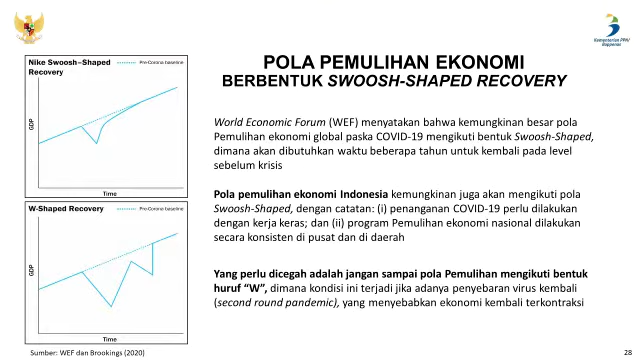 Kementerian PPN/
Bappenas
POLA PEMULIHAN EKONOMI
BERBENTUK SWOOSH-SHAPED RECOVERY
Nike Swoosh–Shaped
Recovery
Pre-Corona baseline
GDP
Time
W-Shaped Recovery
Pre-Corona baseline
GDP
Time
World Economic Forum (WEF) menyatakan bahwa kemungkinan besar pola
Pemulihan ekonomi global paska COVID-19 mengikuti bentuk Swoosh-Shaped,
dimana akan dibutuhkan waktu beberapa tahun untuk kembali pada level
sebelum krisis
Pola pemulihan ekonomi Indonesia kemungkinan juga akan mengikuti pola
Swoosh-Shaped, dengan catatan: (i) penanganan COVID-19 perlu dilakukan
dengan kerja keras; dan (ii) program Pemulihan ekonomi nasional dilakukan
secara konsisten di pusat dan di daerah
Yang perlu dicegah adalah jangan sampai pola Pemulihan mengikuti bentuk
huruf “W”, dimana kondisi ini terjadi jika adanya penyebaran virus kembali
(second round pandemic), yang menyebabkan ekonomi kembali terkontraksi
Sumber: WEF dan Brookings (2020)
28